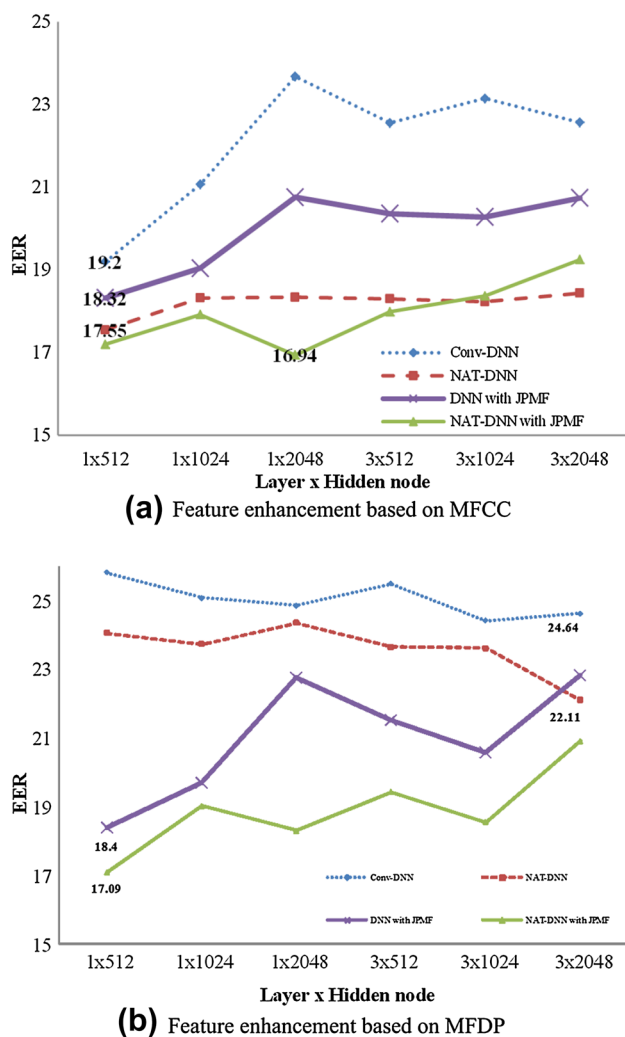 25
23
21
19
17
15
EER
19.2
18.32
17.55
16.94
Conv-DNN
NAT-DNN
DNN with JPMF
NAT-DNN with JPMF
1x512 1x1024 1x2048 3x512 3x1024 3x2048
Layer x Hidden node
(a) Feature enhancement based on MFCC
25
23
21
19
17
15
EER
24.64
22.11
18.4
17.09
Conv-DNN NAT-DNN
DNN with JPMF NAT-DNN with JPMF
1x512 1x1024 1x2048 3x512 3x1024 3x2048
Layer x Hidden node
(b) Feature enhancement based on MFDP